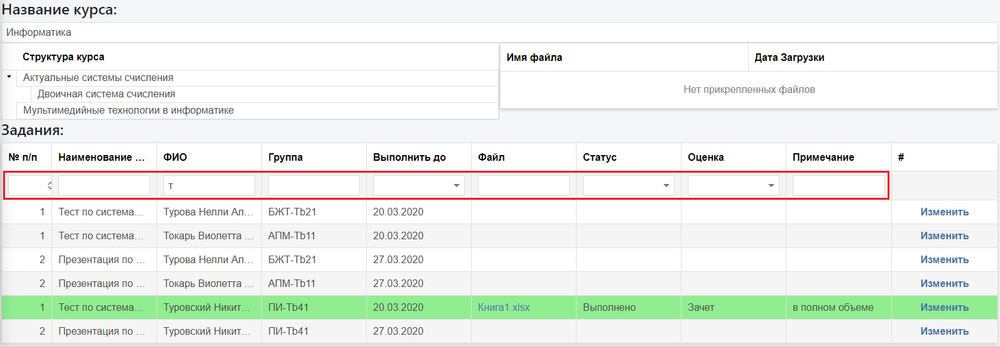 Название курса:
Информатика
Структура курса
Имя файла Дата Загрузки
Актуальные системы счисления
Двоичная система счисления
Мультимедийные технологии в информатике
Нет прикрепленных файлов
Задания:
№ п/п Наименование ... ФИО Группа Выполнить до Файл Статус Оценка Примечание #
т
1 Тест по система... Турова Нелли Ал... БЖТ-Tb21 20.03.2020 Изменить
1 Тест по система... Токарь Виолетта ... АПМ-Tb11 20.03.2020 Изменить
2 Презентация по ... Турова Нелли Ал... БЖТ-Tb21 27.03.2020 Изменить
2 Презентация по ... Токарь Виолетта ... АПМ-Tb11 27.03.2020 Изменить
1 Тест по система... Туровский Никит... ПИ-Tb41 20.03.2020 Книга1.xlsx Выполнено Зачет в полном объеме Изменить
2 Презентация по ... Туровский Никит... ПИ-Tb41 27.03.2020 Изменить